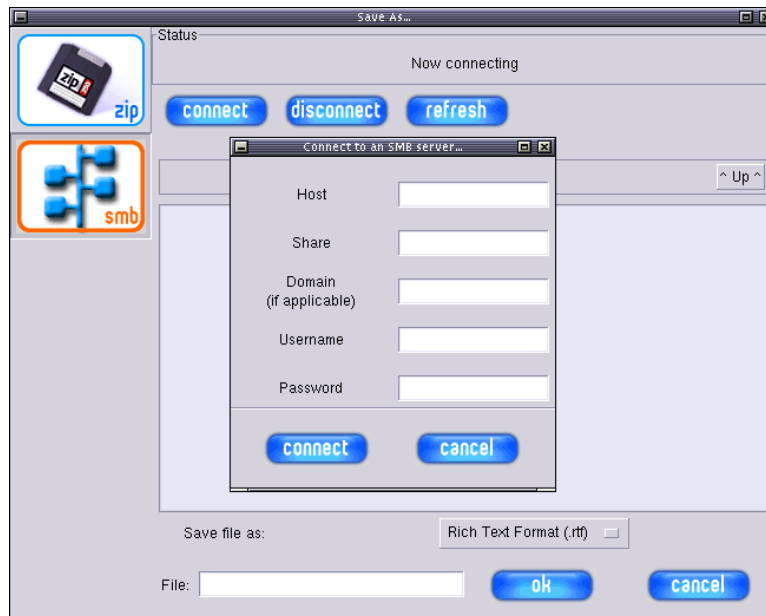 Save As...
Status
Now connecting
zip
zip
connect disconnect refresh
smb
Connect to an SMB server...
^ Up ^
Host
Share
Domain
(if applicable)
Username
Password
connect cancel
Save file as: Rich Text Format (.rtf)
File: ok cancel